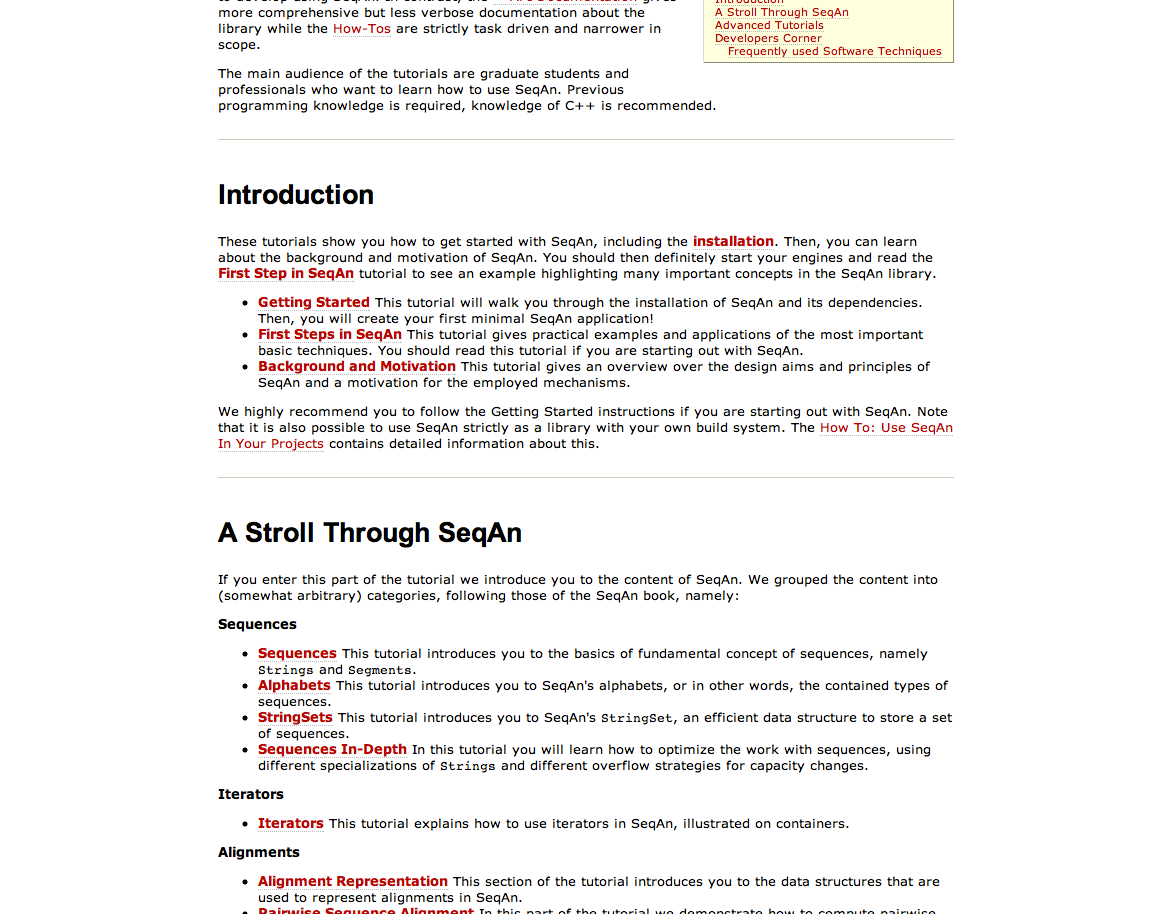 more comprehensive but less verbose documentation about the
library while the How-Tos are strictly task driven and narrower in
scope.
The main audience of the tutorials are graduate students and
professionals who want to learn how to use SeqAn. Previous
programming knowledge is required, knowledge of C++ is recommended.
Introduction
A Stroll Through SeqAn
Advanced Tutorials
Developers Corner
Frequently used Software Techniques
Introduction
These tutorials show you how to get started with SeqAn, including the installation. Then, you can learn
about the background and motivation of SeqAn. You should then definitely start your engines and read the
First Step in SeqAn tutorial to see an example highlighting many important concepts in the SeqAn library.
• Getting Started This tutorial will walk you through the installation of SeqAn and its dependencies.
Then, you will create your first minimal SeqAn application!
• First Steps in SeqAn This tutorial gives practical examples and applications of the most important
basic techniques. You should read this tutorial if you are starting out with SeqAn.
• Background and Motivation This tutorial gives an overview over the design aims and principles of
SeqAn and a motivation for the employed mechanisms.
We highly recommend you to follow the Getting Started instructions if you are starting out with SeqAn. Note
that it is also possible to use SeqAn strictly as a library with your own build system. The How To: Use SeqAn
In Your Projects contains detailed information about this.
A Stroll Through SeqAn
If you enter this part of the tutorial we introduce you to the content of SeqAn. We grouped the content into
(somewhat arbitrary) categories, following those of the SeqAn book, namely:
Sequences
• Sequences This tutorial introduces you to the basics of fundamental concept of sequences, namely
Strings and Segments.
• Alphabets This tutorial introduces you to SeqAn's alphabets, or in other words, the contained types of
sequences.
• StringSets This tutorial introduces you to SeqAn's StringSet, an efficient data structure to store a set
of sequences.
• Sequences In-Depth In this tutorial you will learn how to optimize the work with sequences, using
different specializations of Strings and different overflow strategies for capacity changes.
Iterators
• Iterators This tutorial explains how to use iterators in SeqAn, illustrated on containers.
Alignments
• Alignment Representation This section of the tutorial introduces you to the data structures that are
used to represent alignments in SeqAn.
• Pairwise Sequence Alignment In this part of the tutorial we demonstrate how to compute pairwise